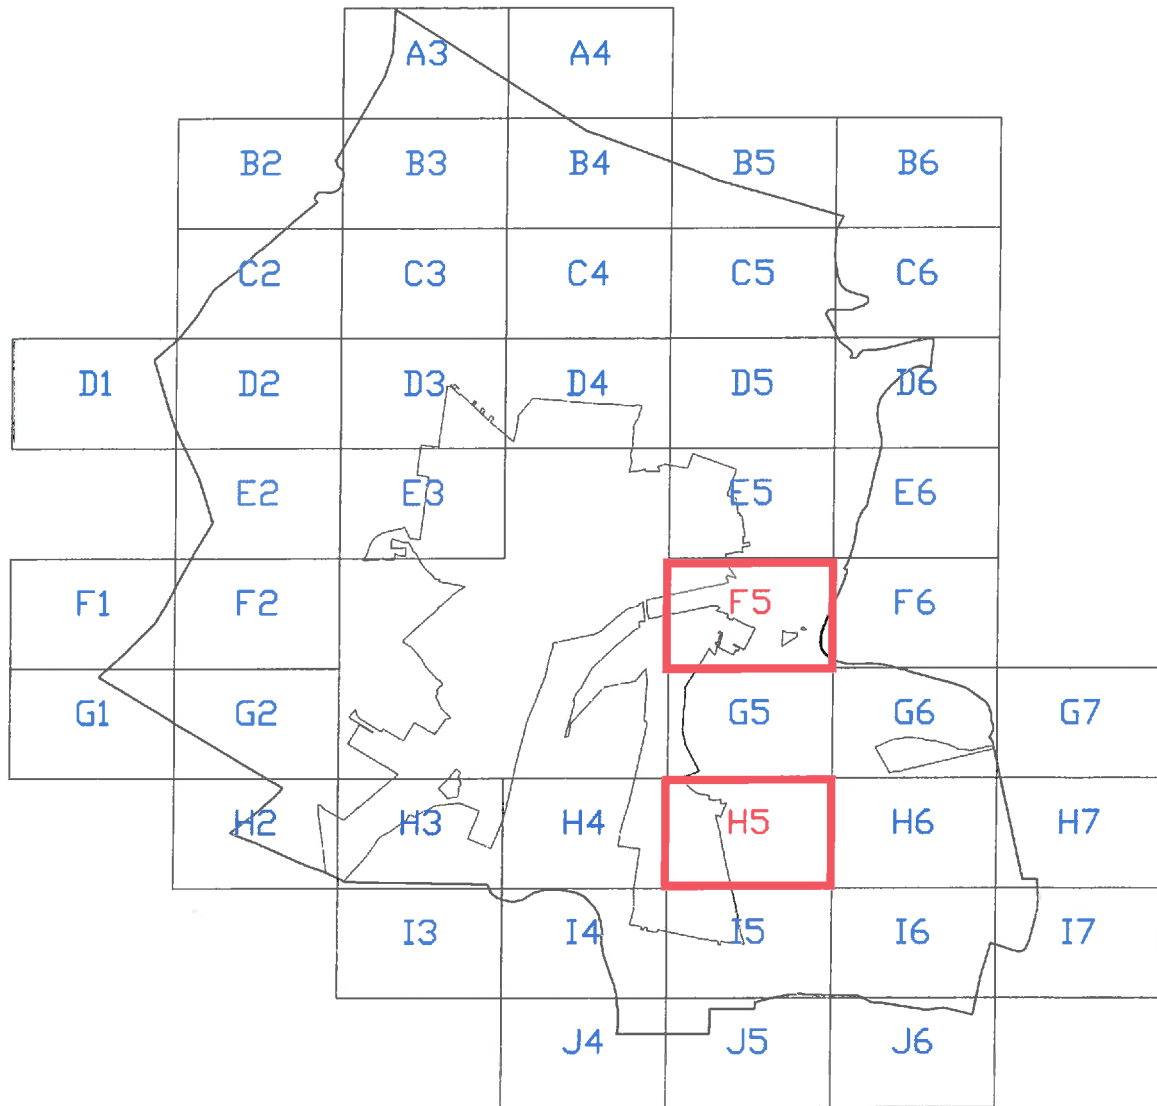 A3 A4
B2 B3 B4 B5 B6
C2 C3 C4 C5 C6
D1 D2 D3 D4 D5 D6
E2 E3 E5 E6
F1 F2 F5 F6
G1 G2 G5 G6 G7
H2 H3 H4 H5 H6 H7
I3 I4 I5 I6 I7
J4 J5 J6